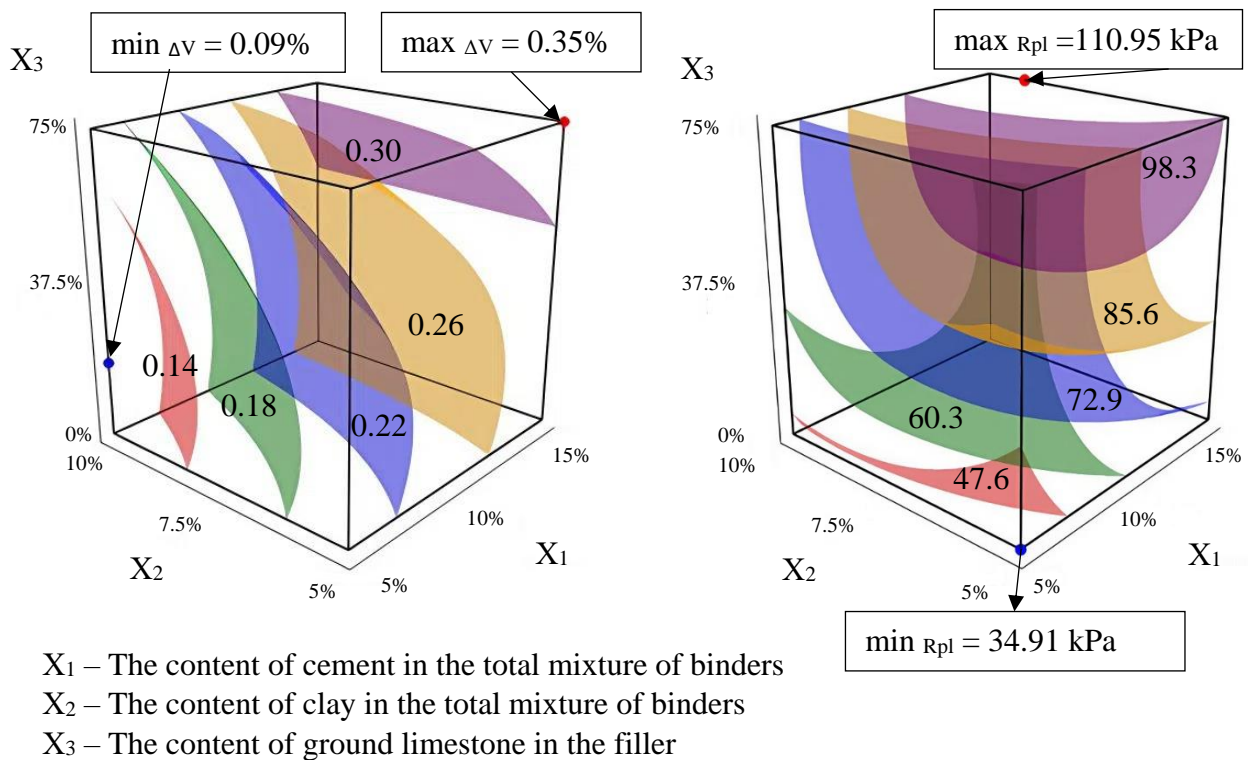 min ΔV = 0.09%
max ΔV = 0.35%
X3
75%
37.5%
0%
10%
7.5%
X2
5%
5%
10%
X1
15%
0.30
0.26
0.14
0.18
0.22
max Rpl =110.95 kPa
X3
75%
37.5%
0%
10%
7.5%
X2
5%
5%
10%
X1
15%
98.3
85.6
72.9
60.3
47.6
min Rpl = 34.91 kPa
X1 – The content of cement in the total mixture of binders
X2 – The content of clay in the total mixture of binders
X3 – The content of ground limestone in the filler